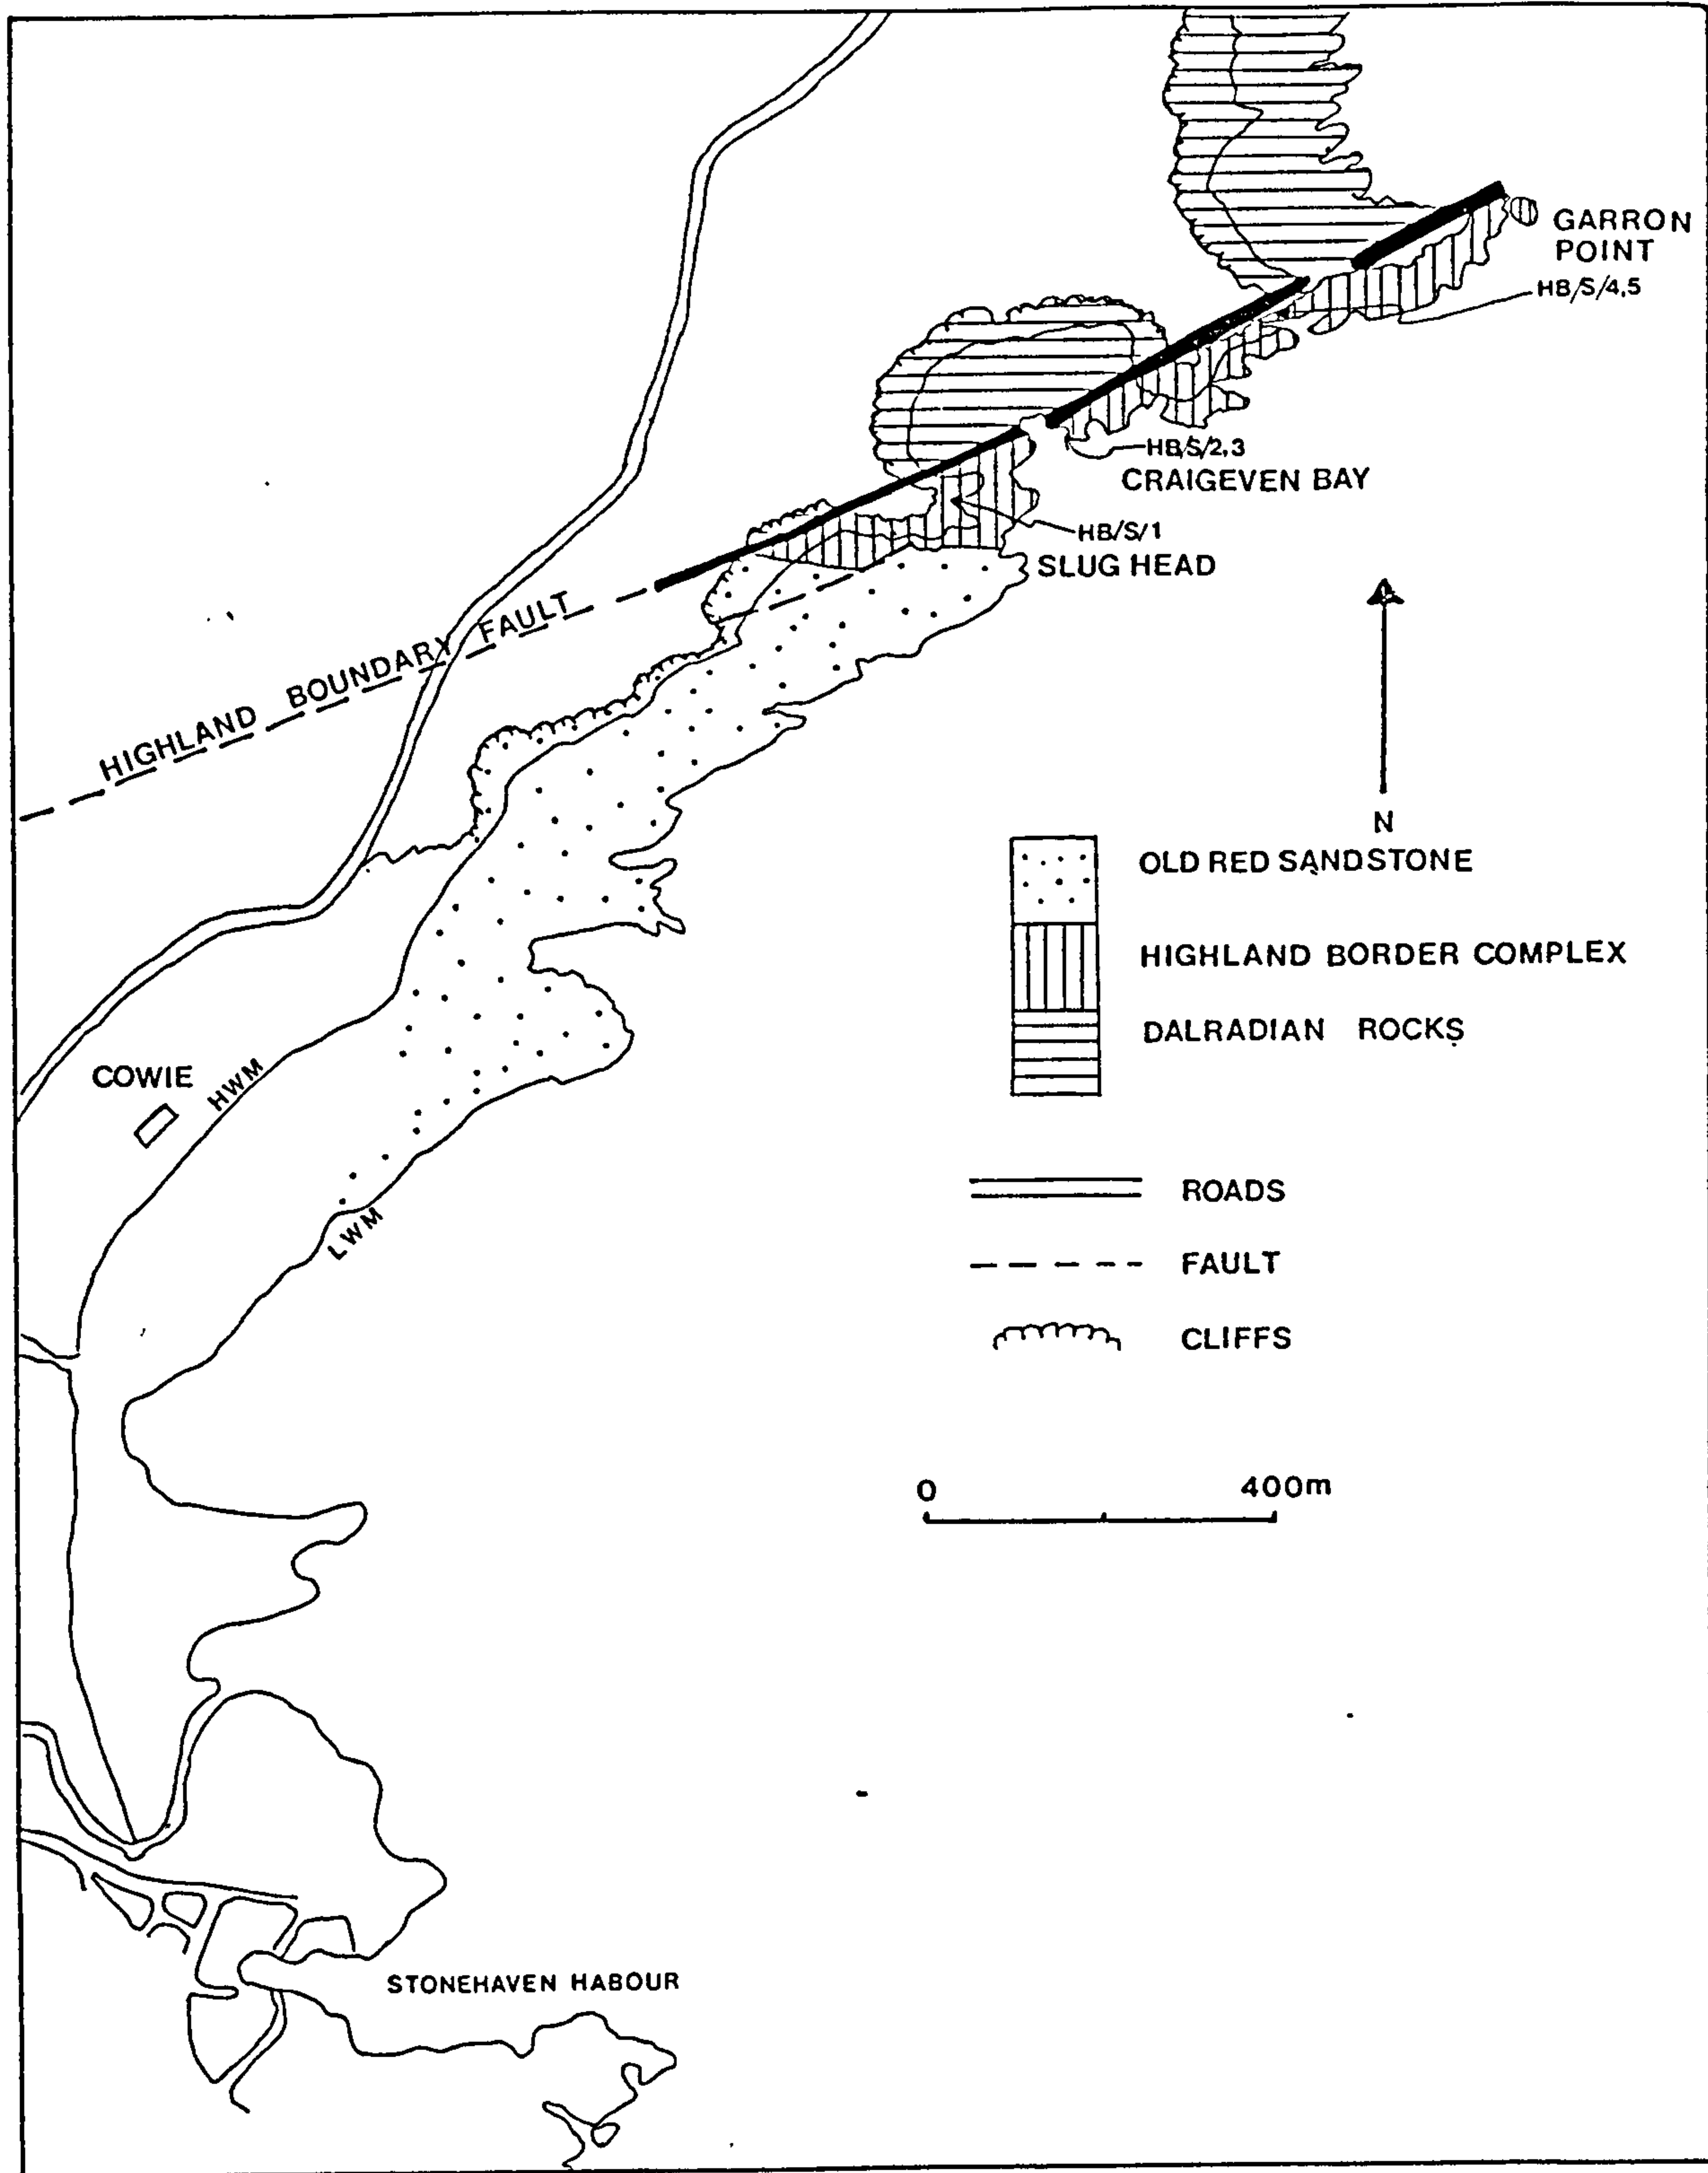 GARRON
POINT
HB/S/4,5
HB/S/2,3
CRAIGEVEN BAY
HB/S/1
SLUG HEAD
HIGHLAND BOUNDARY FAULT
N
OLD RED SANDSTONE
HIGHLAND BORDER COMPLEX
DALRADIAN ROCKS
COWIE
HWM
LWM
ROADS
FAULT
CLIFFS
0 400m
STONEHAVEN HABOUR